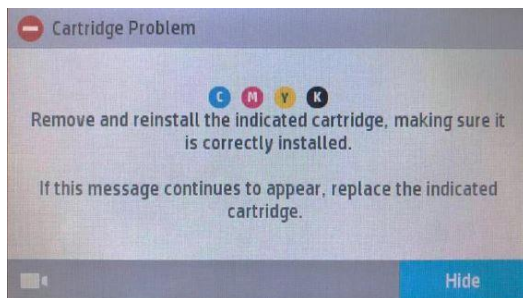 Cartridge Problem
C M Y K
Remove and reinstall the indicated cartridge, making sure it
is correctly installed.
If this message continues to appear, replace the indicated
cartridge.
Hide